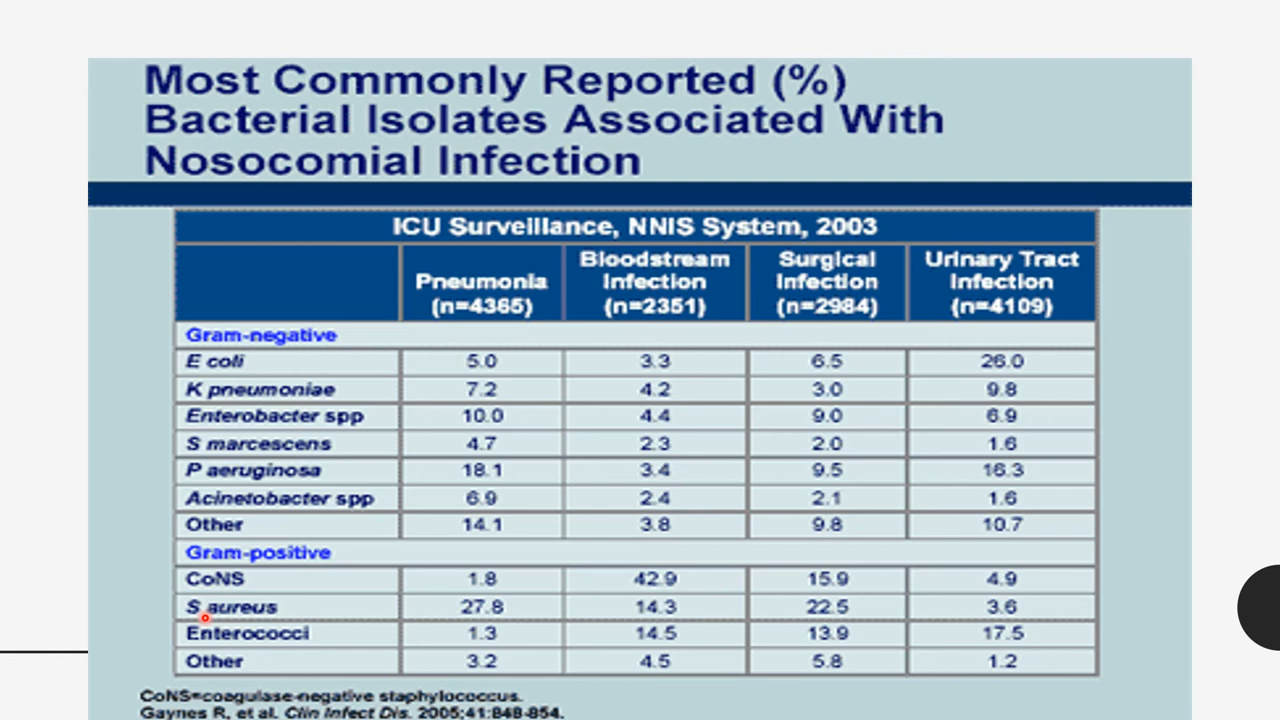 Most Commonly Reported (%)
Bacterial Isolates Associated With
Nosocomial Infection
ICU Surveillance, NNIS System, 2003
Pneumonia (n=4365) Bloodstream Infection (n=2351) Surgical Infection (n=2984) Urinary Tract Infection (n=4109)
Gram-negative
E coli 5.0 3.3 6.5 26.0
K pneumoniae 7.2 4.2 3.0 9.8
Enterobacter spp 10.0 4.4 9.0 6.9
S marcescens 4.7 2.3 2.0 1.6
P aeruginosa 18.1 3.4 9.5 16.3
Acinetobacter spp 6.9 2.4 2.1 1.6
Other 14.1 3.8 9.8 10.7
Gram-positive
CoNS 1.8 42.9 15.9 4.9
S aureus 27.8 14.3 22.5 3.6
Enterococci 1.3 14.5 13.9 17.5
Other 3.2 4.5 5.8 1.2
CoNS=coagulase-negative staphylococcus.
Gaynes R, et al. Clin Infect Dis. 2005;41:848-854.